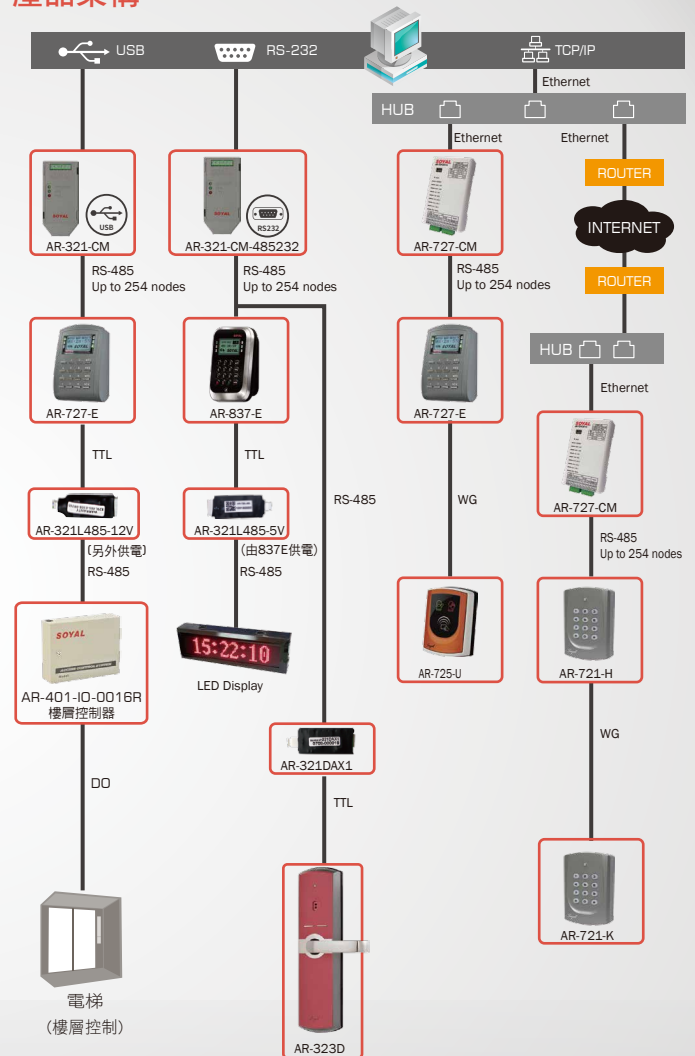 產品架構
USB
RS-232
TCP/IP
Ethernet
HUB
Ethernet
Ethernet
ROUTER
INTERNET
ROUTER
HUB
Ethernet
USB
AR-321-CM
RS-485
Up to 254 nodes
AR-727-E
TTL
AR-321L485-12V
(另外供電)
RS-485
SOYAL
AR-401-IO-0016R
樓層控制器
DO
電梯
(樓層控制)
RS232
AR-321-CM-485232
RS-485
Up to 254 nodes
AR-837-E
TTL
AR-321L485-5V
(由837E供電)
RS-485
15:22:10
LED Display
RS-485
AR-321DAX1
TTL
AR-323D
SOYAL
AR-727-CM
RS-485
Up to 254 nodes
AR-727-E
WG
AR-725-U
SOYAL
AR-727-CM
RS-485
Up to 254 nodes
AR-721-H
WG
AR-721-K